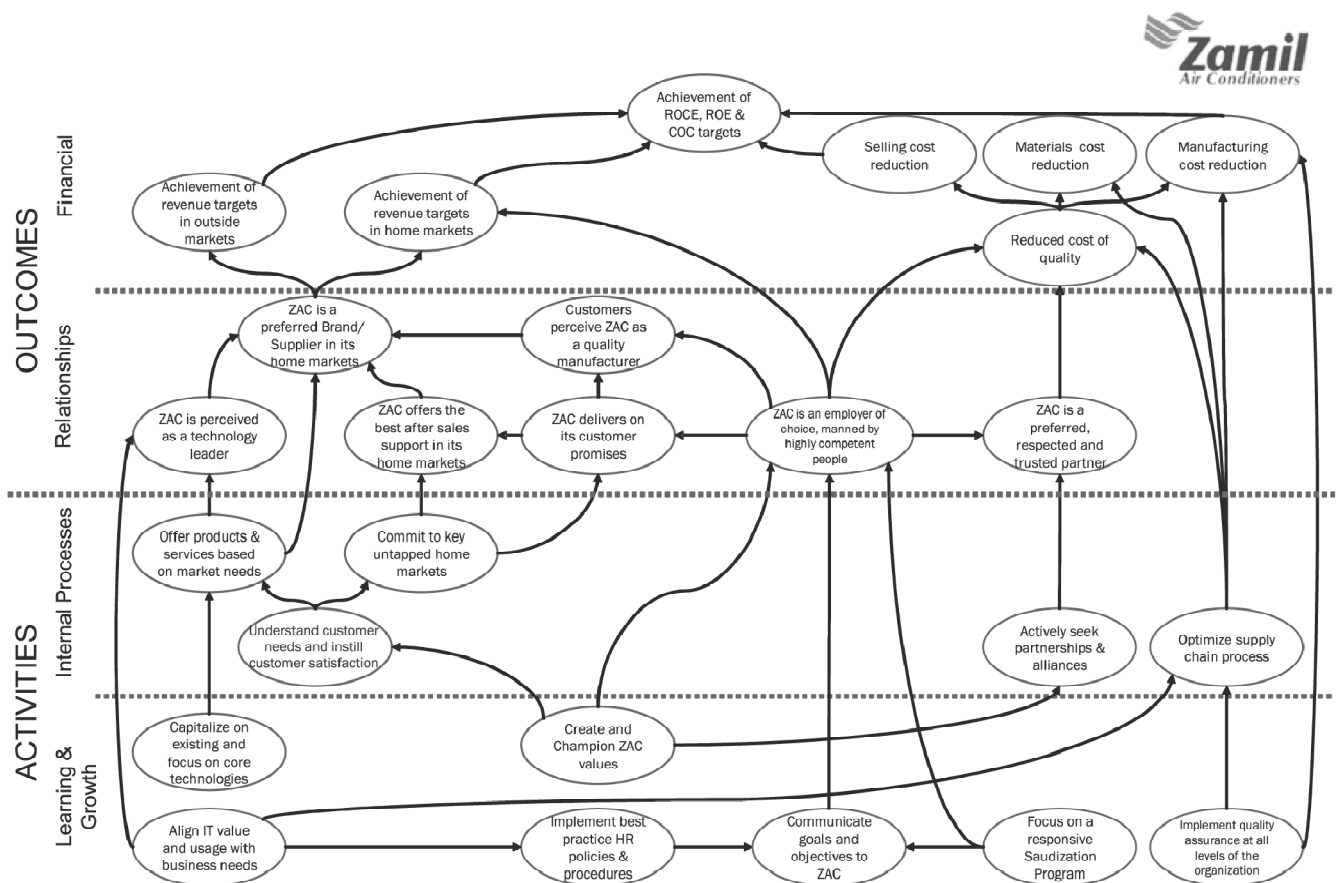 Zamil
Air Conditioners
OUTCOMES
ACTIVITIES
Financial
Relationships
Internal Processes
Learning &
Growth
Achievement of
ROCE, ROE &
COC targets
Selling cost
reduction
Materials cost
reduction
Manufacturing
cost reduction
Achievement of
revenue targets
in outside
markets
Achievement of
revenue targets
in home markets
Reduced cost of
quality
ZAC is a
preferred Brand/
Supplier in its
home markets
Customers
perceive ZAC as
a quality
manufacturer
ZAC is perceived
as a technology
leader
ZAC offers the
best after sales
support in its
home markets
ZAC delivers on
its customer
promises
ZAC is an employer of
choice, manned by
highly competent
people
ZAC is a
preferred,
respected and
trusted partner
Offer products &
services based
on market needs
Commit to key
untapped home
markets
Understand customer
needs and instill
customer satisfaction
Actively seek
partnerships &
alliances
Optimize supply
chain process
Capitalize on
existing and
focus on core
technologies
Create and
Champion ZAC
values
Align IT value
and usage with
business needs
Implement best
practice HR
policies &
procedures
Communicate
goals and
objectives to
ZAC
Focus on a
responsive
Saudization
Program
Implement quality
assurance at all
levels of the
organization